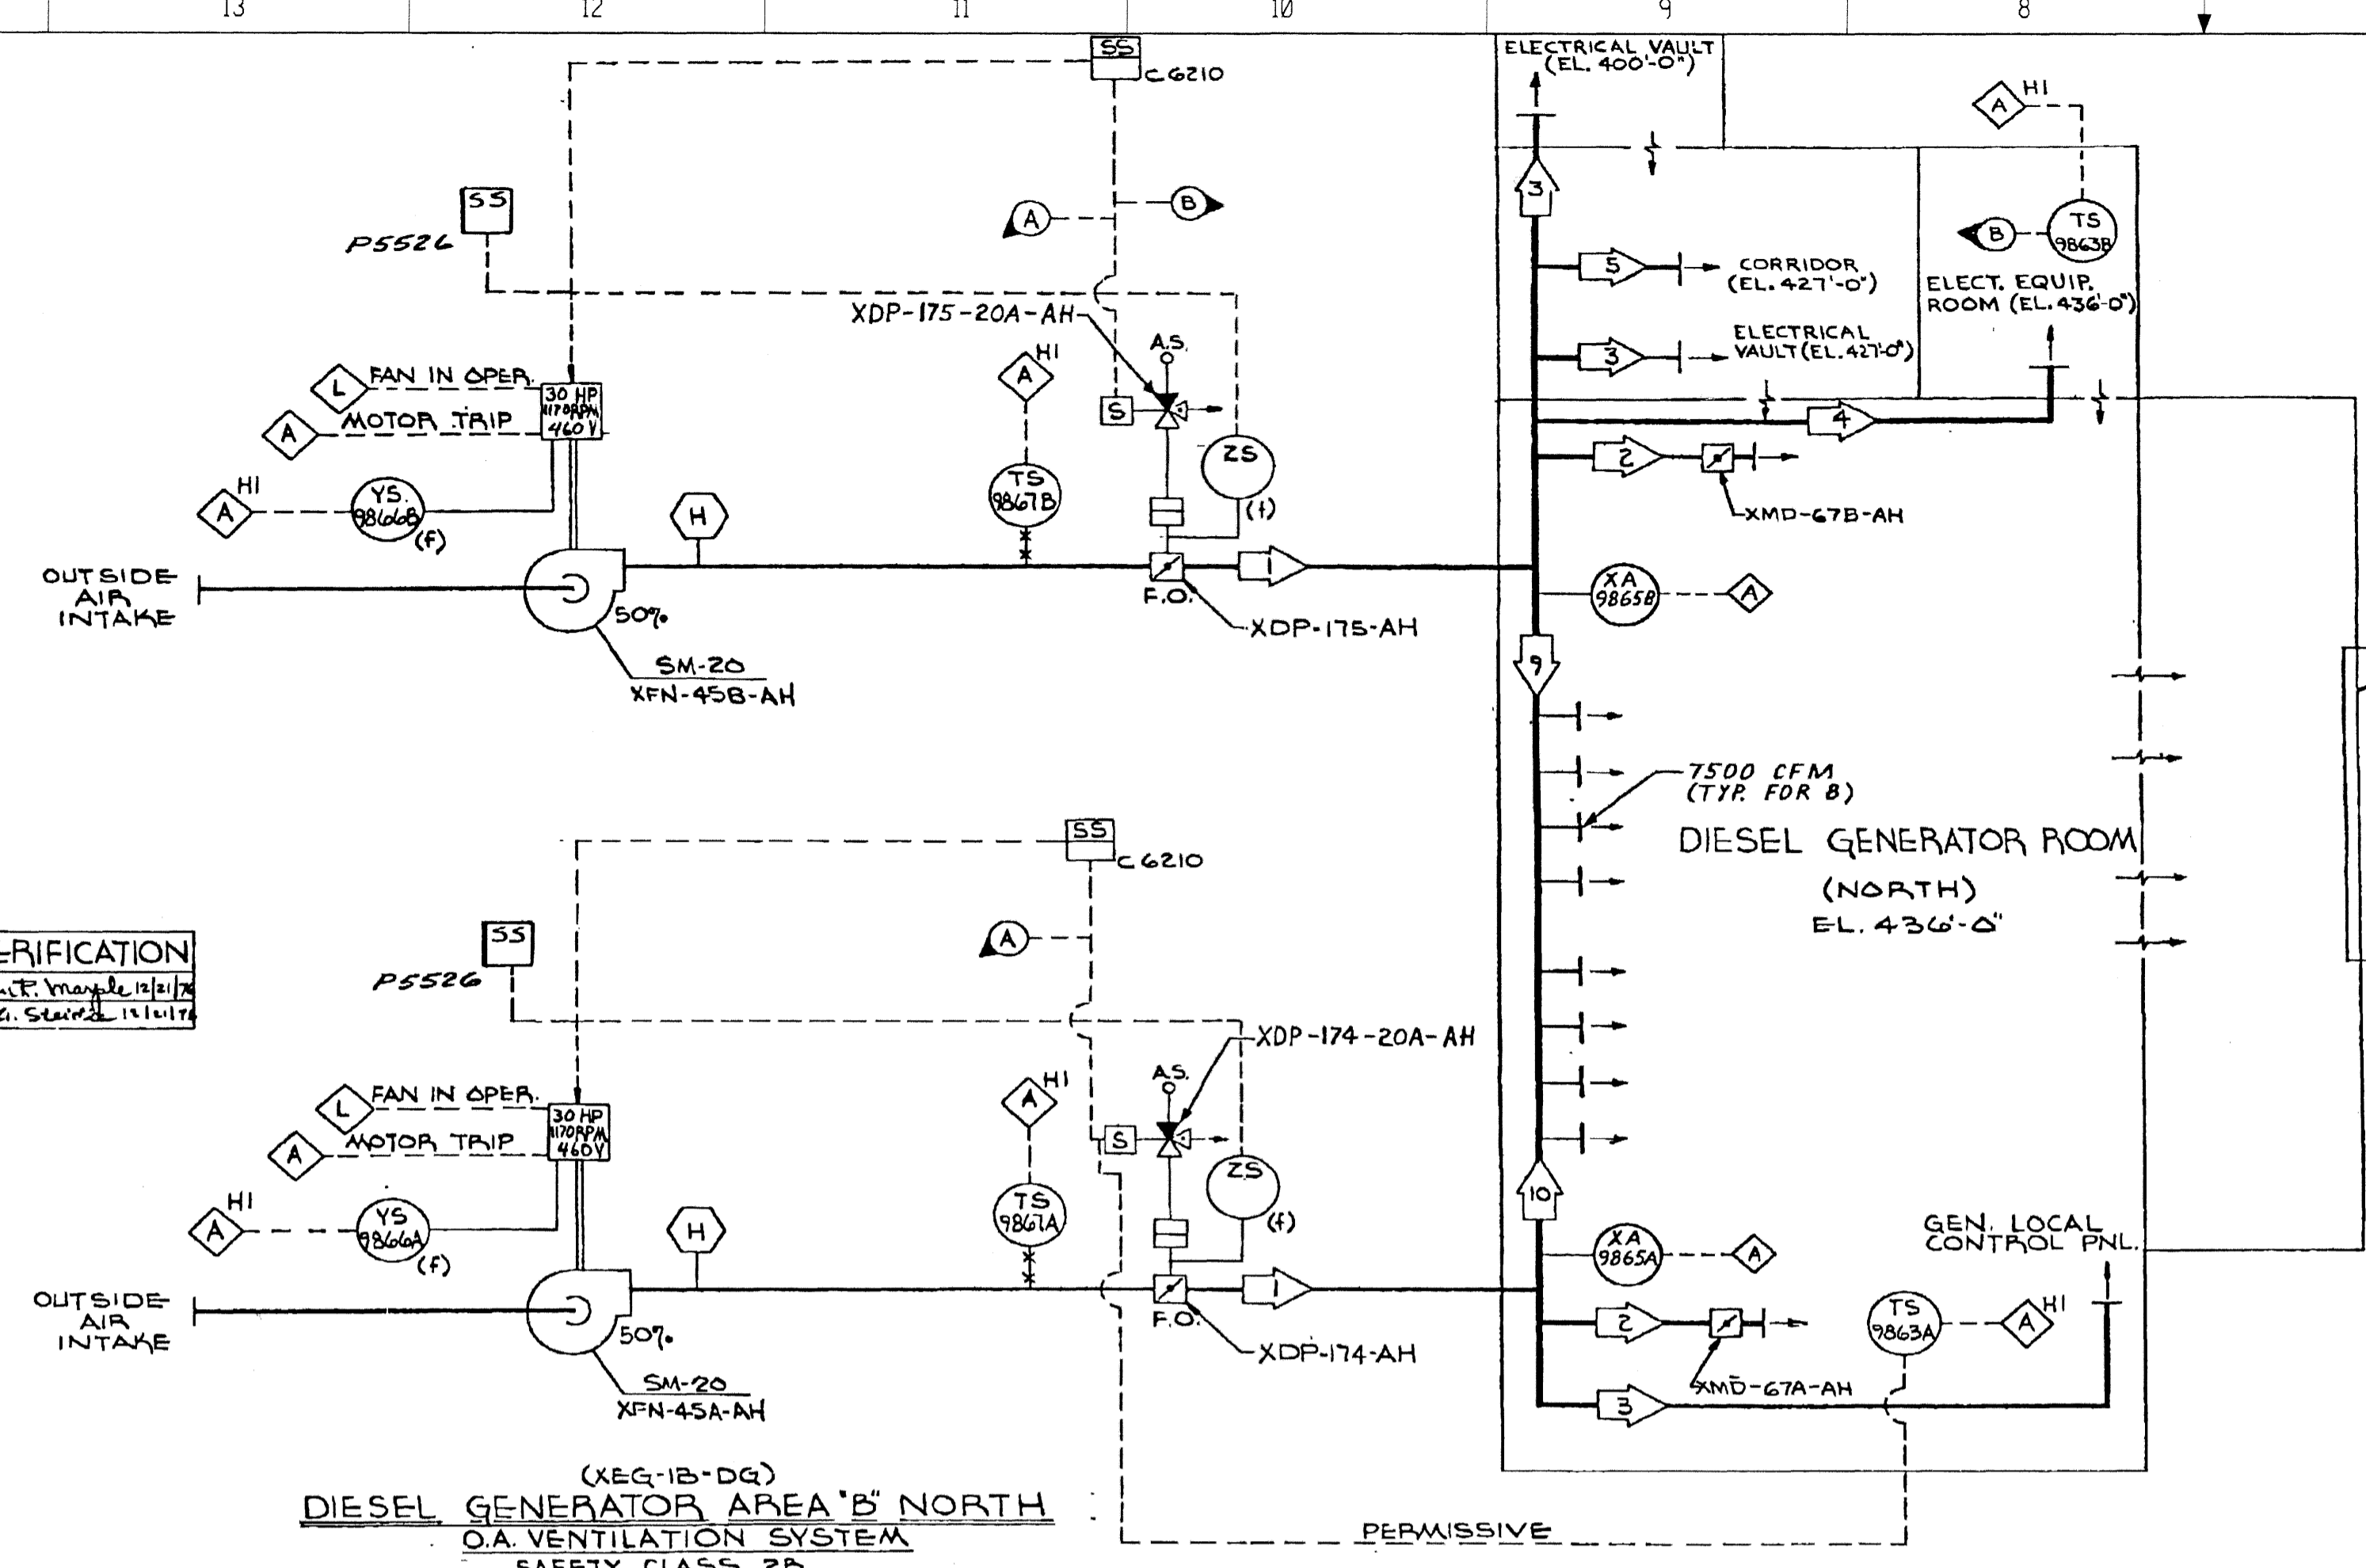 13
12
11
10
9
8
SS
C6210
ELECTRICAL VAULT
(EL. 400'-0")
A
HI
SS
P5526
A
B
3
B
TS
9863B
5
CORRIDOR
(EL. 427'-0")
ELECT. EQUIP.
ROOM (EL. 436'-0")
XDP-175-20A-AH
A.S.
HI
A
3
ELECTRICAL
VAULT (EL. 427'-0")
L
FAN IN OPER.
A
MOTOR TRIP
30 HP
1170 RPM
460 V
S
4
ZS
(f)
2
XMD-67B-AH
HI
A
YS.
9866B
(f)
TS
9867B
H
OUTSIDE
AIR
INTAKE
50%
F.O.
1
XDP-175-AH
XA
9865B
A
SM-20
XFN-45B-AH
9
7500 CFM
(TYP. FOR 8)
DIESEL GENERATOR ROOM
(NORTH)
EL. 436'-0"
SS
C6210
SS
P5526
A
ERIFICATION
R. Marple 12/21/76
XDP-174-20A-AH
A.S.
HI
A
L
FAN IN OPER.
A
MOTOR TRIP
30 HP
1170 RPM
460 V
S
ZS
(f)
10
HI
A
YS
9866A
(f)
TS
9867A
H
GEN. LOCAL
CONTROL PNL.
XA
9865A
A
OUTSIDE
AIR
INTAKE
50%
F.O.
1
XDP-174-AH
2
XMD-67A-AH
TS
9863A
A
HI
SM-20
XFN-45A-AH
3
(XEG-1B-DG)
DIESEL GENERATOR AREA "B" NORTH
O.A. VENTILATION SYSTEM
SAFETY CLASS 2B
PERMISSIVE